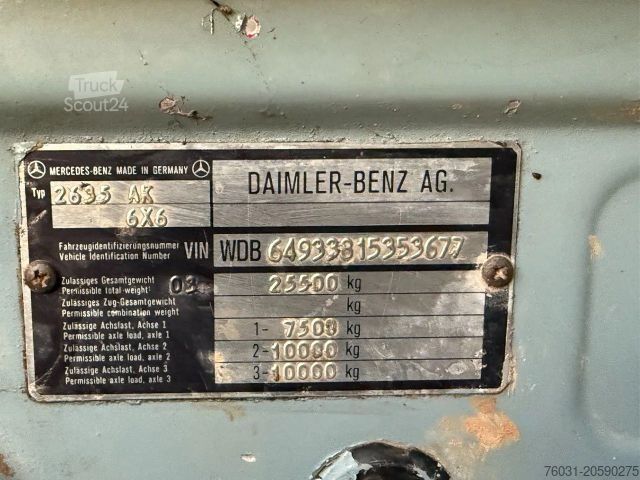 Truck
Scout24
MERCEDES-BENZ MADE IN GERMANY
Typ 2635 AK
6X6
DAIMLER-BENZ AG.
Fahrzeugidentifizierungsnummer
Vehicle Identification Number VIN WDB 64933815353677
Zulässiges Gesamtgewicht
Permissible total-weight 03 25500 kg
Zulässiges Zug-Gesamtgewicht
Permissible combination weight kg
Zulässige Achslast, Achse 1
Permissible axle load, axle 1 1- 7500 kg
Zulässige Achslast, Achse 2
Permissible axle load, axle 2 2-10000 kg
Zulässige Achslast, Achse 3
Permissible axle load, axle 3 3-10000 kg
76031-20590275